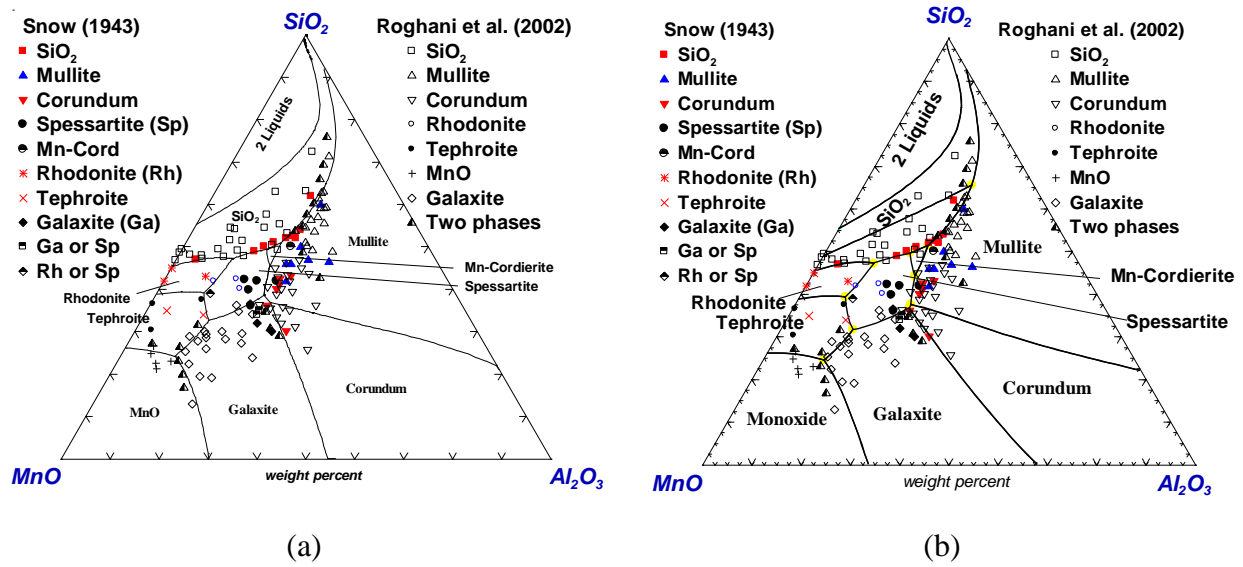 SiO2
Snow (1943)
SiO2
Mullite
Corundum
Spessartite (Sp)
Mn-Cord
Rhodonite (Rh)
Tephroite
Galaxite (Ga)
Ga or Sp
Rh or Sp
Roghani et al. (2002)
SiO2
Mullite
Corundum
Rhodonite
Tephroite
MnO
Galaxite
Two phases
2 Liquids
SiO2
Mullite
Mn-Cordierite
Spessartite
Rhodonite
Tephroite
Corundum
MnO
Galaxite
MnO
weight percent
Al2O3
(a)
SiO2
Snow (1943)
SiO2
Mullite
Corundum
Spessartite (Sp)
Mn-Cord
Rhodonite (Rh)
Tephroite
Galaxite (Ga)
Ga or Sp
Rh or Sp
Roghani et al. (2002)
SiO2
Mullite
Corundum
Rhodonite
Tephroite
MnO
Galaxite
Two phases
2 Liquids
SiO2
Mullite
Mn-Cordierite
Rhodonite
Tephroite
Spessartite
Corundum
Monoxide
Galaxite
MnO
weight percent
Al2O3
(b)